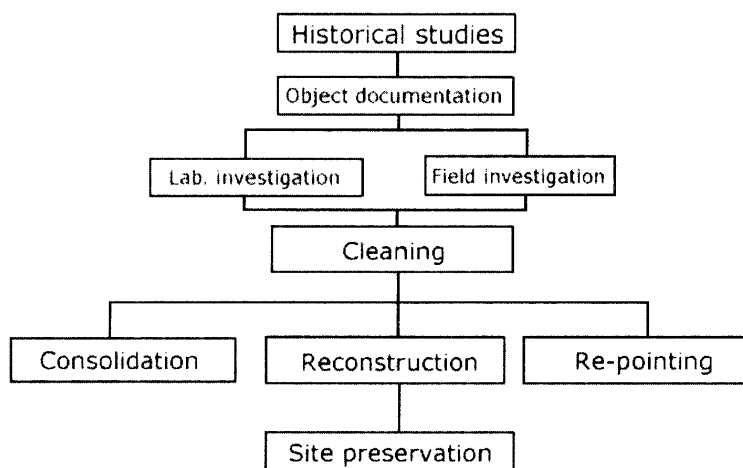 Historical studies
Object documentation
Lab. investigation
Field investigation
Cleaning
Consolidation
Reconstruction
Re-pointing
Site preservation